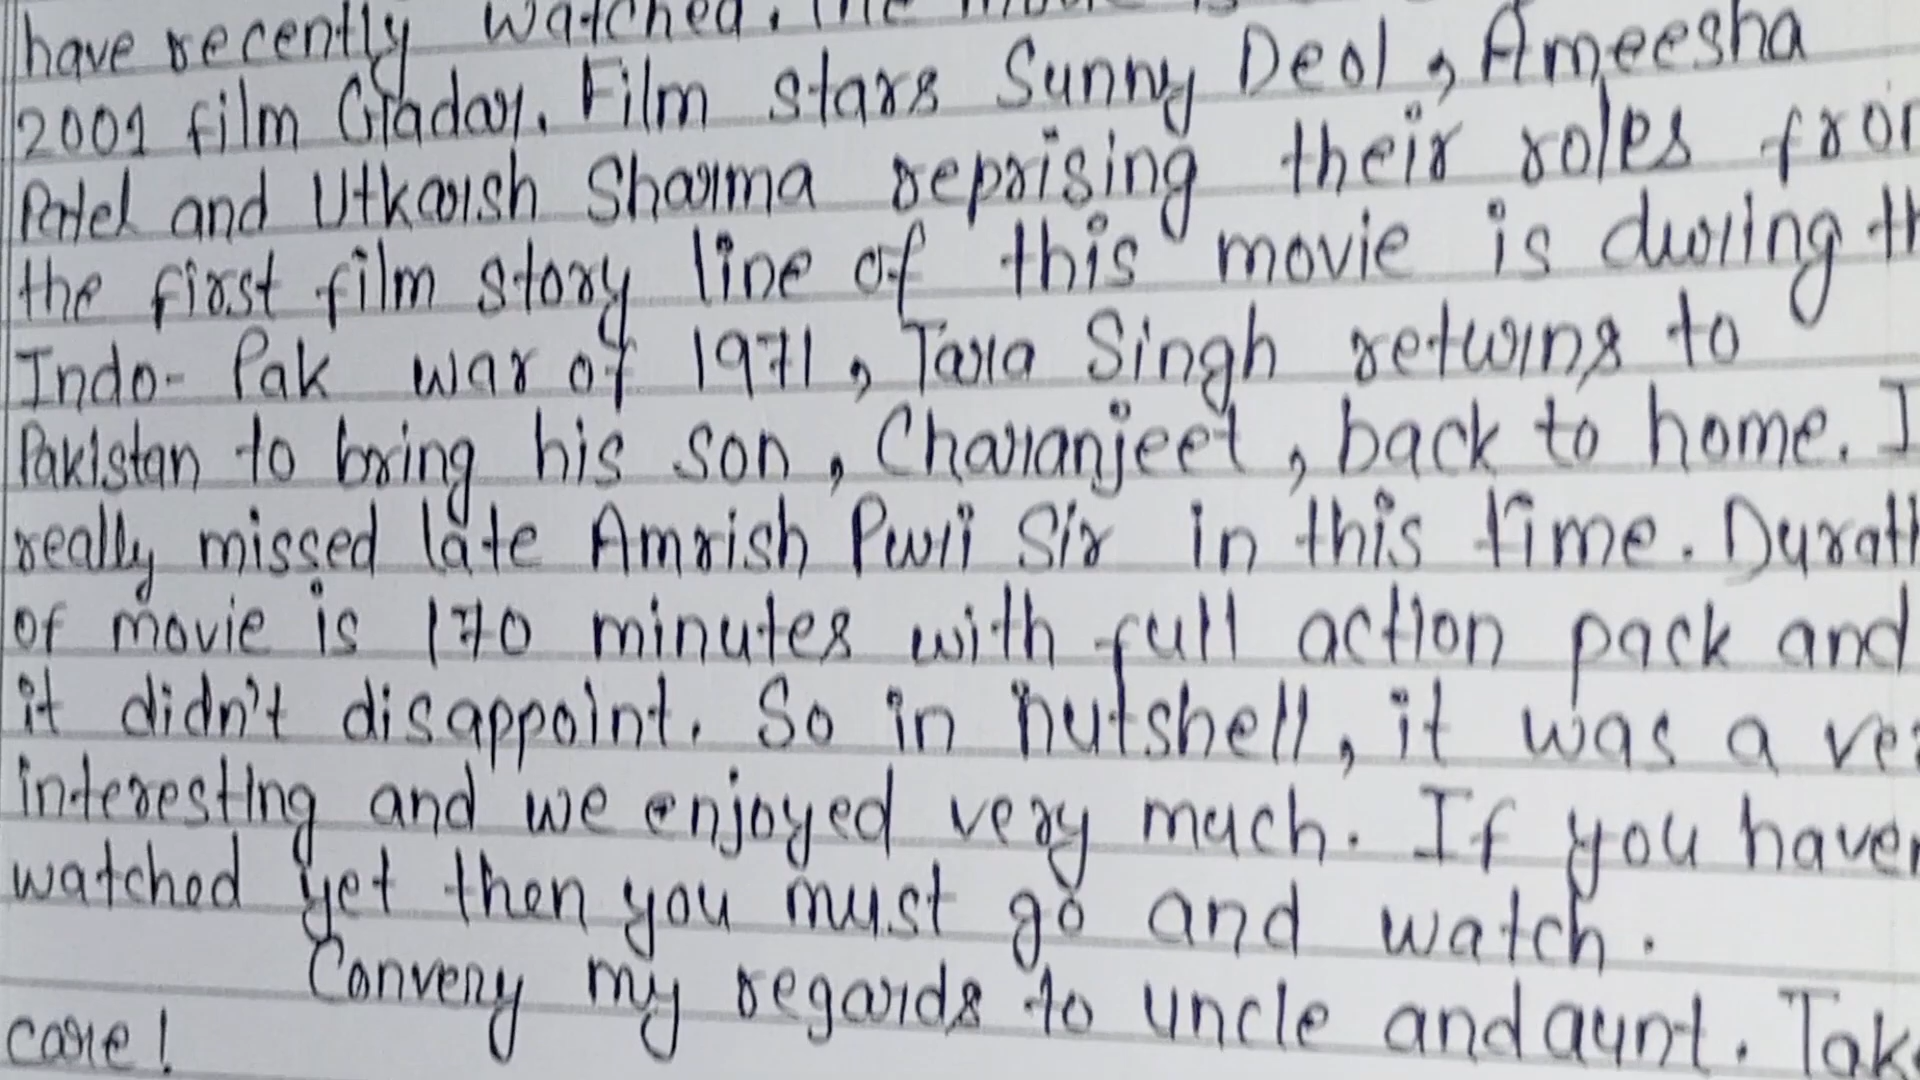 have recently watched. The
2001 film Gaday. Film stars Sunny Deol, Ameesha
Patel and Utkarsh Sharma reprising their roles from
the first film story line of this movie is during th
Indo- Pak war of 1971, Tara Singh returns to
Pakistan to bring his son, Charanjeet, back to home. I
really missed late Amrish Puri Sir in this time. Durati
of movie is 170 minutes with full action pack and
it didn't disappoint. So in nutshell, it was a ve
interesting and we enjoyed very much. If you haven
watched yet then you must go and watch.
Convery my regards to uncle and aunt. Take
care!